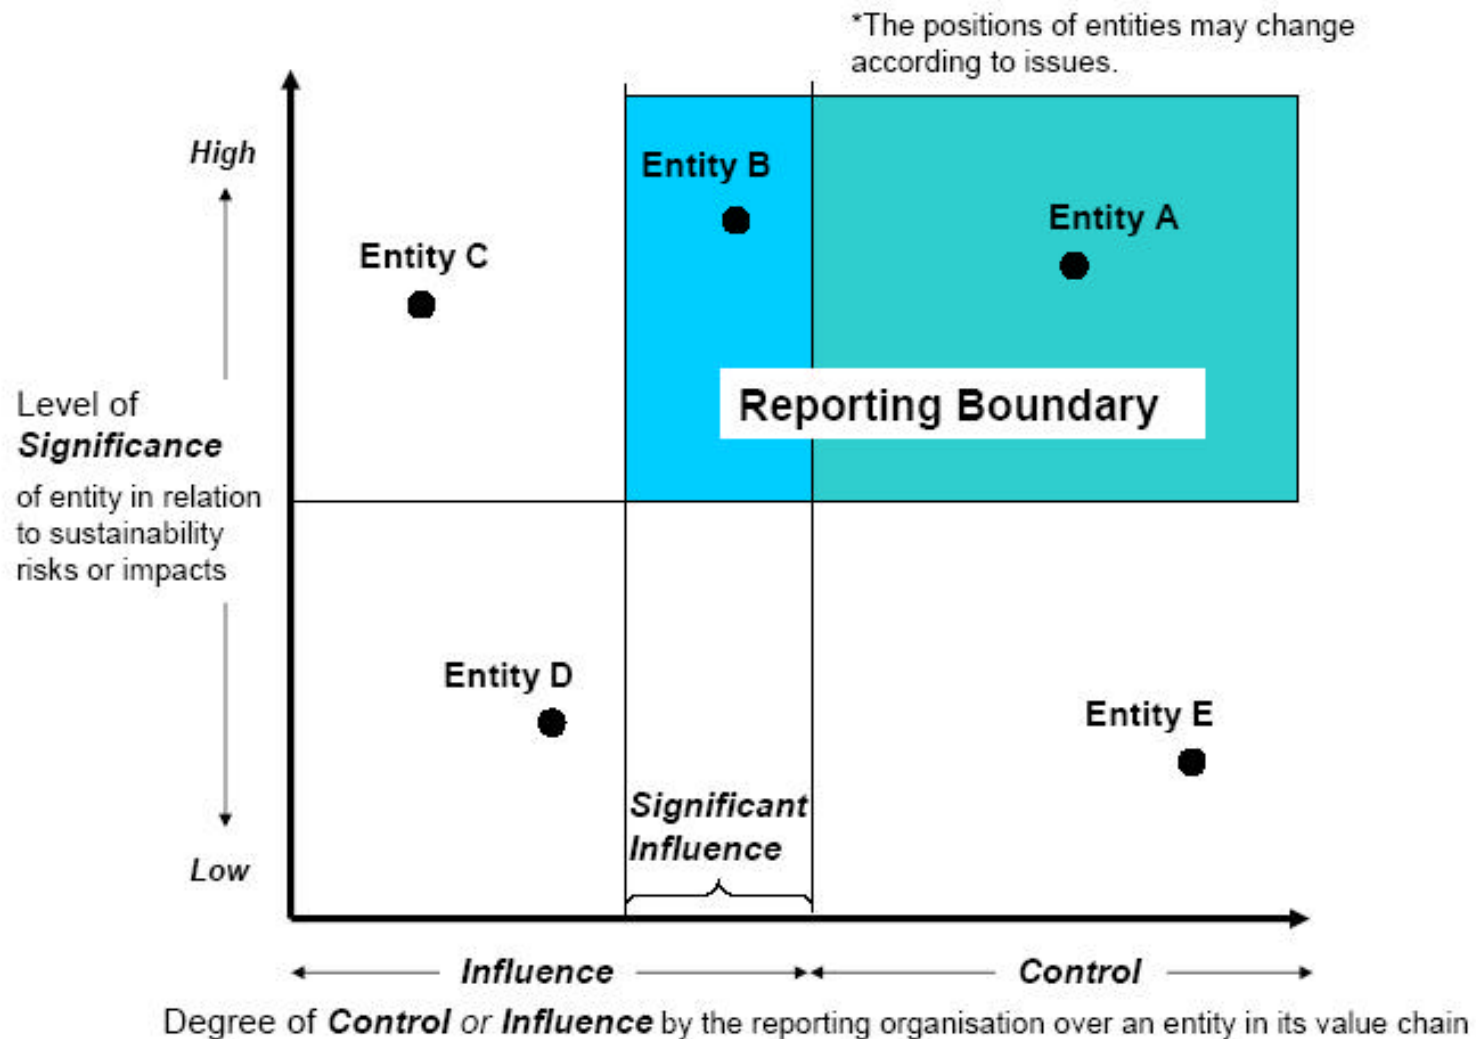 *The positions of entities may change
according to issues.
High
Entity B
Entity A
Entity C
Reporting Boundary
Level of
Significance
of entity in relation
to sustainability
risks or impacts
Entity D
Entity E
Significant
Influence
Low
Influence
Control
Degree of Control or Influence by the reporting organisation over an entity in its value chain